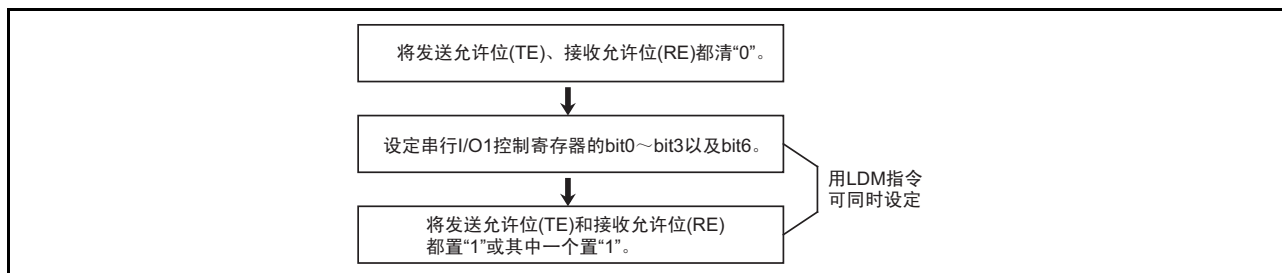 将发送允许位(TE)、接收允许位(RE)都清“0”。
设定串行I/O1控制寄存器的bit0～bit3以及bit6。
用LDM指令
可同时设定
将发送允许位(TE)和接收允许位(RE)
都置“1”或其中一个置“1”。